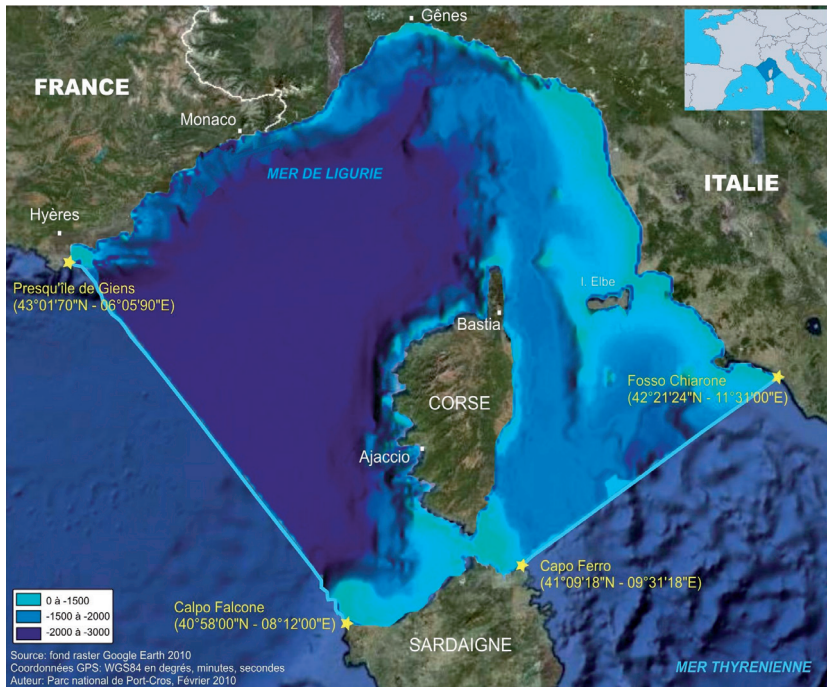 Gênes
FRANCE
Monaco
MER DE LIGURIE
ITALIE
Hyères
Presqu'île de Giens
(43°01'70"N - 06°05'90"E)
I. Elbe
Bastia
Fosso Chiarone
(42°21'24"N - 11°31'00"E)
CORSE
Ajaccio
Capo Ferro
(41°09'18"N - 09°31'18"E)
0 à -1500
-1500 à -2000
-2000 à -3000
Calpo Falcone
(40°58'00"N - 08°12'00"E)
SARDAIGNE
Source: fond raster Google Earth 2010
Coordonnées GPS: WGS84 en degrés, minutes, secondes
Auteur: Parc national de Port-Cros, Février 2010
MER THYRENIENNE